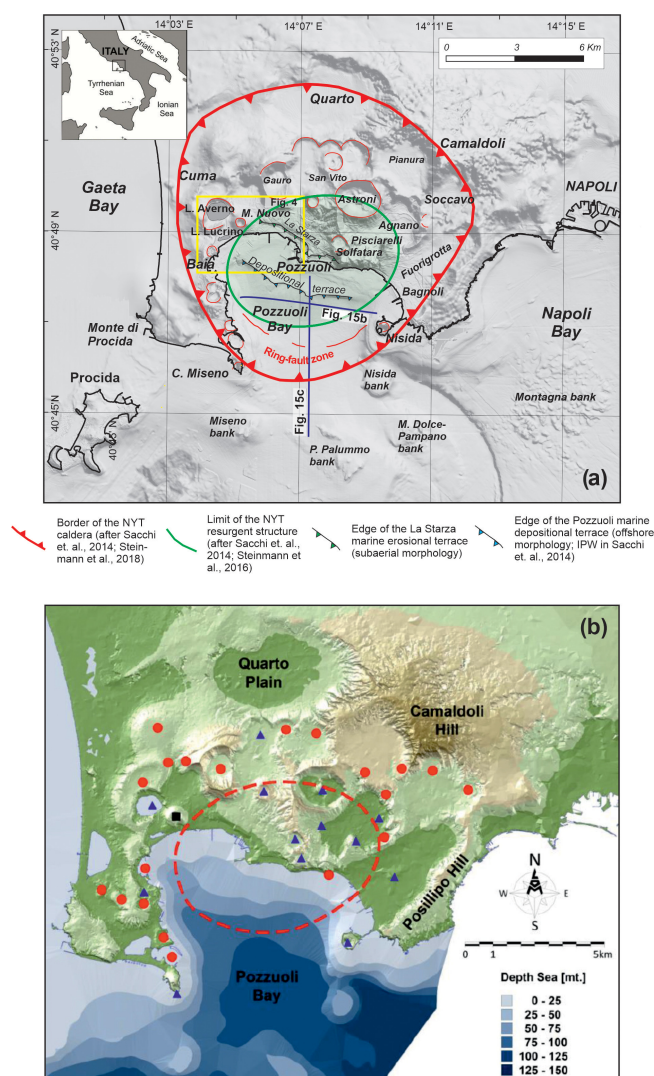 14°03'
14°07'
14°11'
14°15'
40°53'
ITALY
Adriatic Sea
Tyrrhenian
Sea
Ionian
Sea
0 3 6 Km
Quarto
Camaldoli
Pianura
Cuma
Gauro
San Vito
Gaeta
Bay
Astroni
Soccavo
NAPOLI
Fig. 4
L. Averno
M. Nuovo
La Starza
Agnano
40°49'
L. Lucrino
Pisciarelli
Solfatara
Fuorigrotta
Baia
Pozzuoli
Depositional
terrace
Bagnoli
Pozzuoli
Bay
Fig. 15b
Napoli
Bay
Monte di
Procida
Nisida
Ring-fault zone
C. Miseno
Nisida
bank
Procida
Montagna bank
Fig. 15c
40°45'
40°45'
Miseno
bank
M. Dolce-
Pampano
bank
P. Palummo
bank
(a)
Border of the NYT
caldera (after Sacchi
et. al., 2014; Stein-
mann et al., 2018)
Limit of the NYT
resurgent structure
(after Sacchi et. al.,
2014; Steinmann
et al., 2016)
Edge of the La Starza
marine erosional terrace
(subaerial morphology)
Edge of the Pozzuoli marine
depositional terrace (offshore
morphology; IPW in Sacchi
et. al., 2014)
(b)
Quarto
Plain
Camaldoli
Hill
Posillipo Hill
N
W E
S
0 1 5km
Pozzuoli
Bay
Depth Sea [mt.]
0 - 25
25 - 50
50 - 75
75 - 100
100 - 125
125 - 150